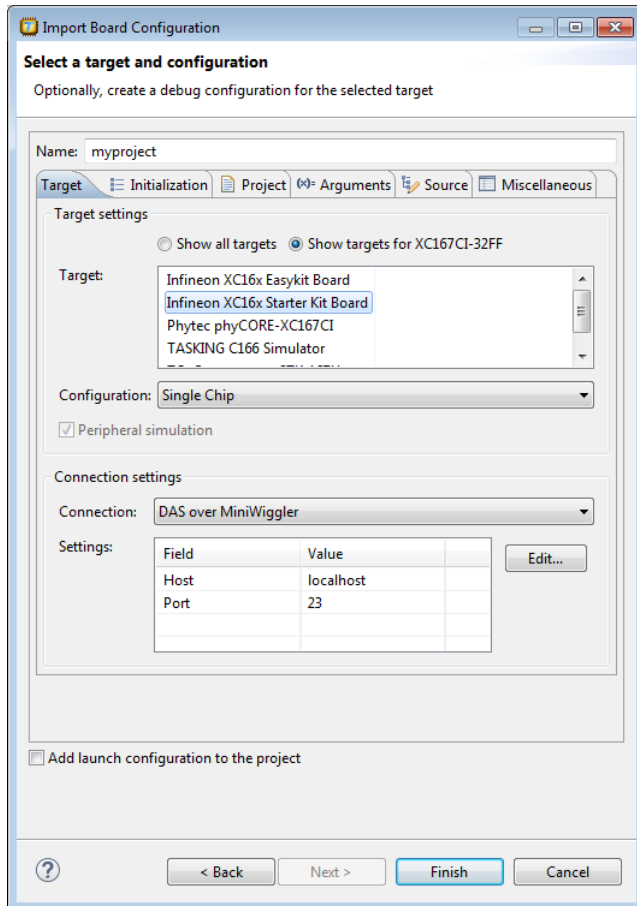 Import Board Configuration
Select a target and configuration
Optionally, create a debug configuration for the selected target
Name: myproject
Target Initialization Project (x)= Arguments Source Miscellaneous
Target settings
Show all targets Show targets for XC167CI-32FF
Target: Infineon XC16x Easykit Board
Infineon XC16x Starter Kit Board
Phytec phyCORE-XC167CI
TASKING C166 Simulator
Configuration: Single Chip
Peripheral simulation
Connection settings
Connection: DAS over MiniWiggler
Settings: Field Value Edit...
Host localhost
Port 23
Add launch configuration to the project
? < Back Next > Finish Cancel